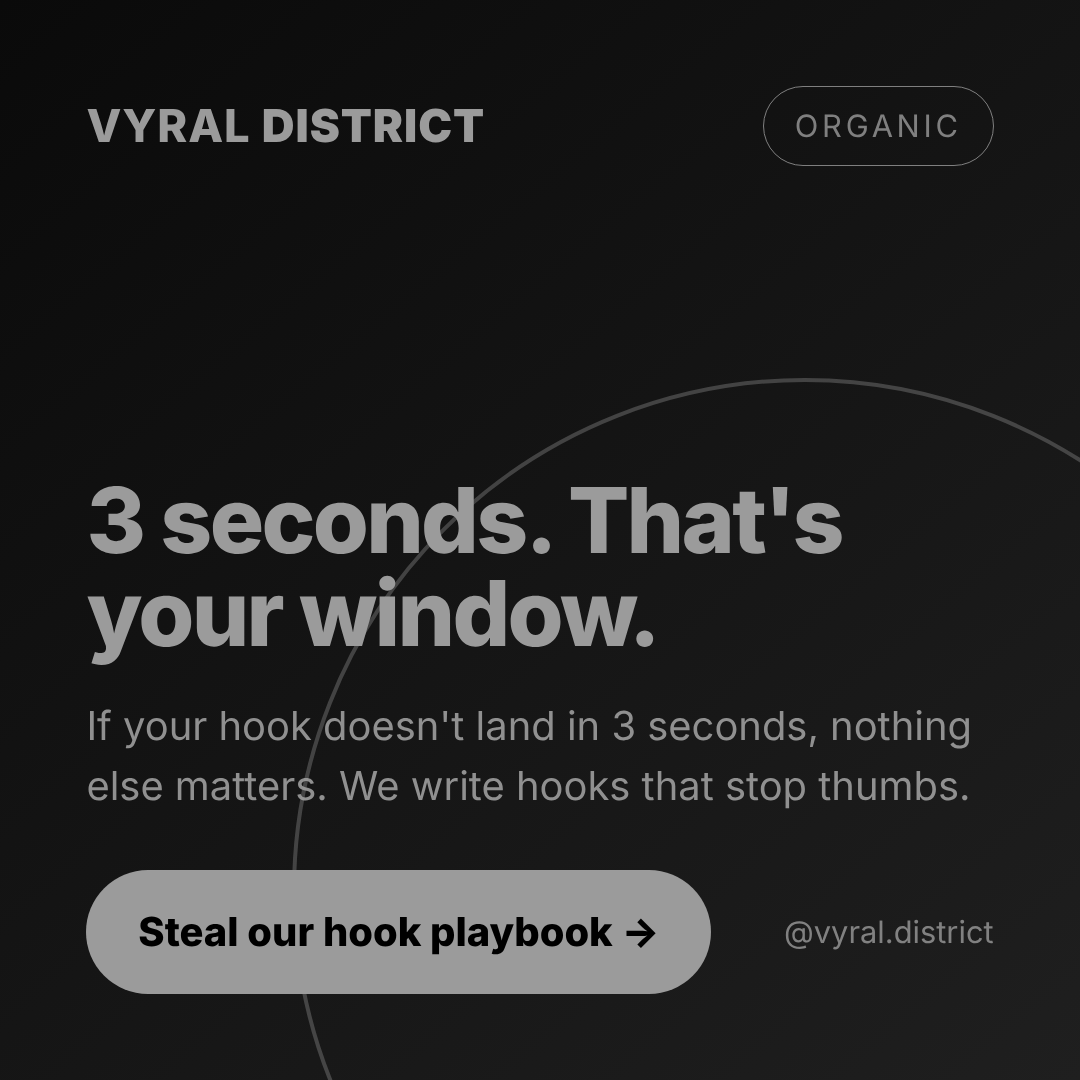 VYRAL DISTRICT
ORGANIC
3 seconds. That's
your window.
If your hook doesn't land in 3 seconds, nothing
else matters. We write hooks that stop thumbs.
Steal our hook playbook →
@vyral.district